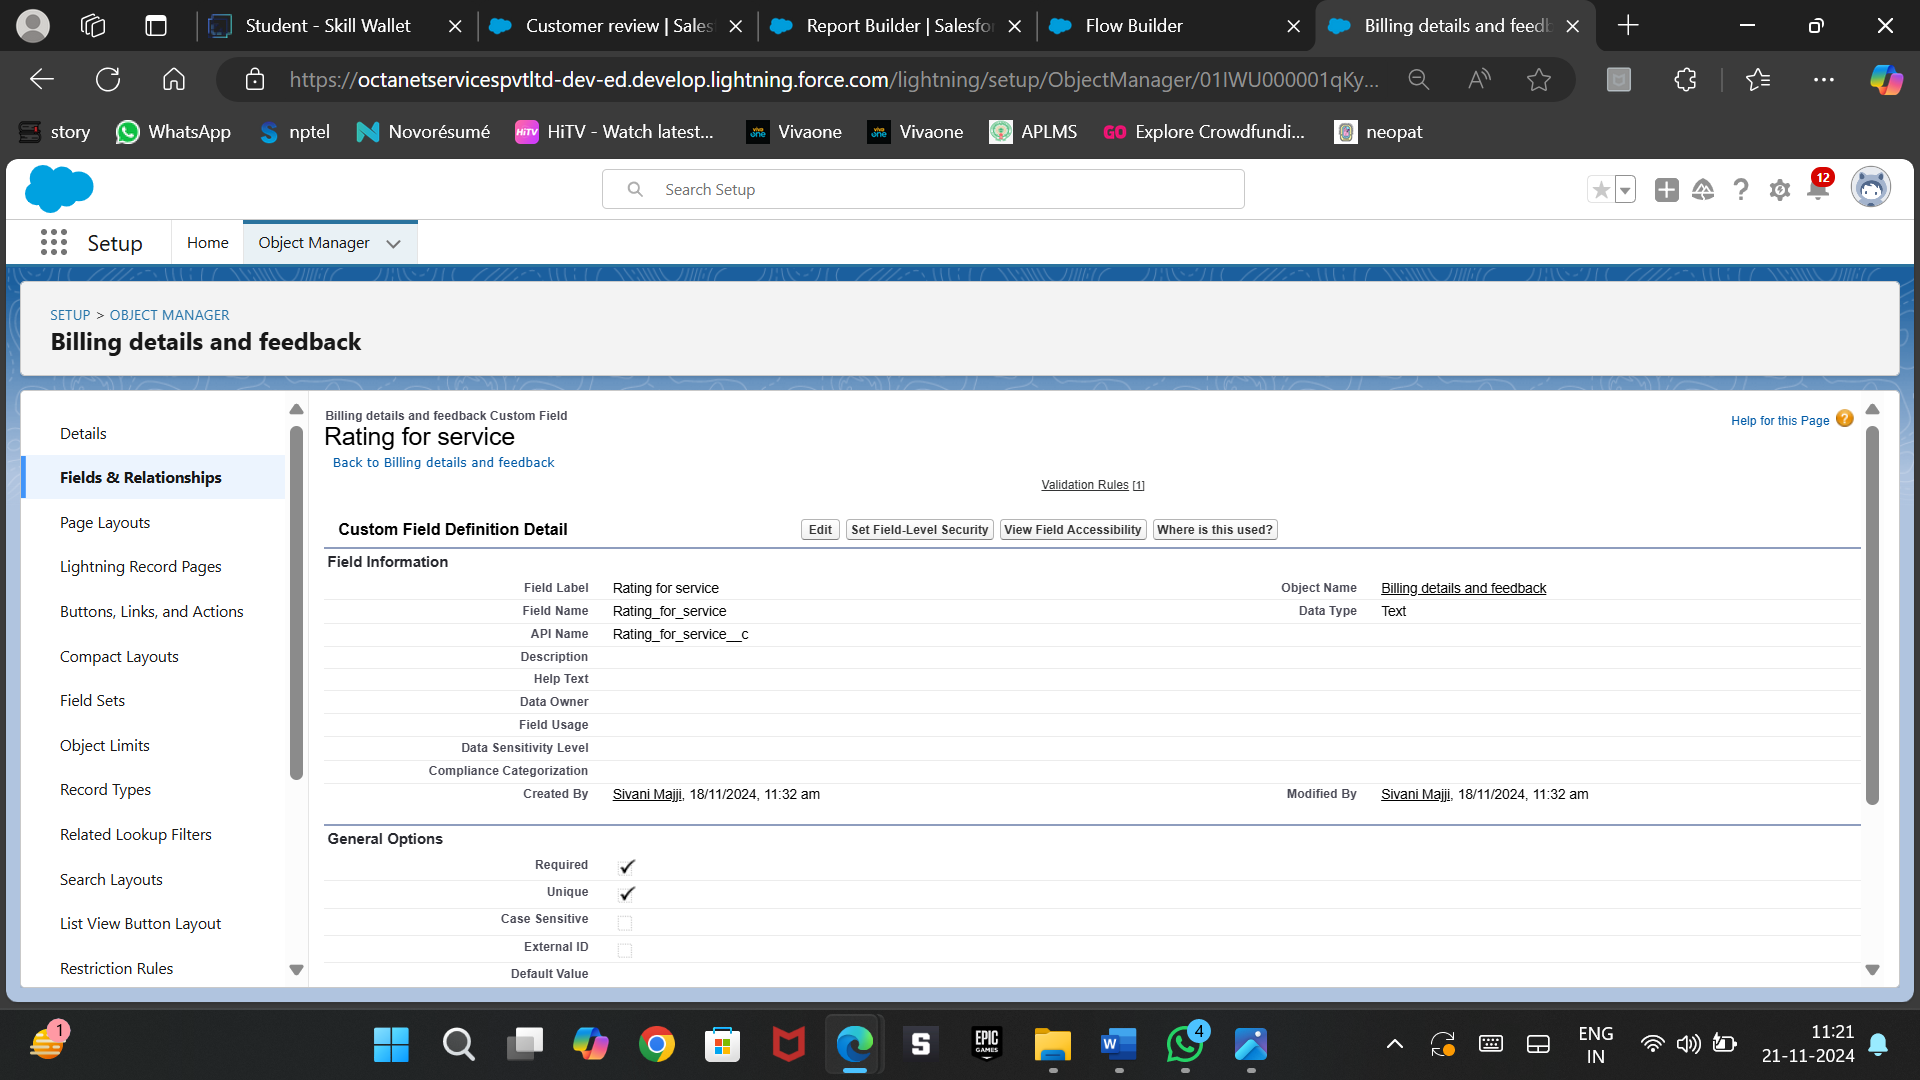 Student - Skill Wallet
Customer review | Sales
Report Builder | Salesfo
Flow Builder
Billing details and feedb
https://octanetservicespvtltd-dev-ed.develop.lightning.force.com/lightning/setup/ObjectManager/01IWU000001qKy...
story
WhatsApp
nptel
HiTV
Novorésumé
HiTV - Watch latest...
Vivaone
Vivaone
APLMS
GO
Explore Crowdfundi...
neopat
Search Setup
12
Setup
Home
Object Manager
SETUP > OBJECT MANAGER
Billing details and feedback
Details
Fields & Relationships
Page Layouts
Lightning Record Pages
Buttons, Links, and Actions
Compact Layouts
Field Sets
Object Limits
Record Types
Related Lookup Filters
Search Layouts
List View Button Layout
Restriction Rules
Billing details and feedback Custom Field
Rating for service
Back to Billing details and feedback
Help for this Page ?
Validation Rules [1]
Custom Field Definition Detail
Edit
Set Field-Level Security
View Field Accessibility
Where is this used?
Field Information
Field Label Rating for service
Object Name Billing details and feedback
Field Name Rating_for_service
Data Type Text
API Name Rating_for_service__c
Description
Help Text
Data Owner
Field Usage
Data Sensitivity Level
Compliance Categorization
Created By Sivani Majji, 18/11/2024, 11:32 am
Modified By Sivani Majji, 18/11/2024, 11:32 am
General Options
Required
Unique
Case Sensitive
External ID
Default Value
1
S
EPIC
GAMES
W
4
ENG
IN
11:21
21-11-2024